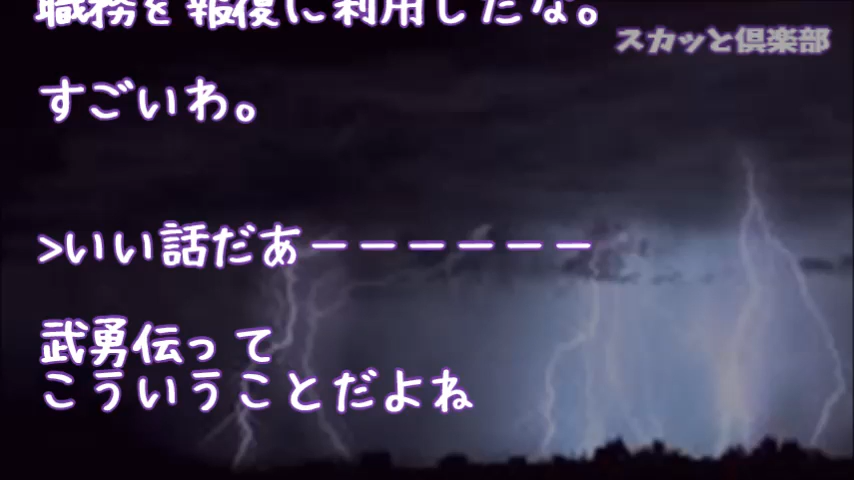 職務を報復に利用したな。
スカッと倶楽部
すごいわ。
>いい話だあーーーーーー
武勇伝って
こういうことだよね